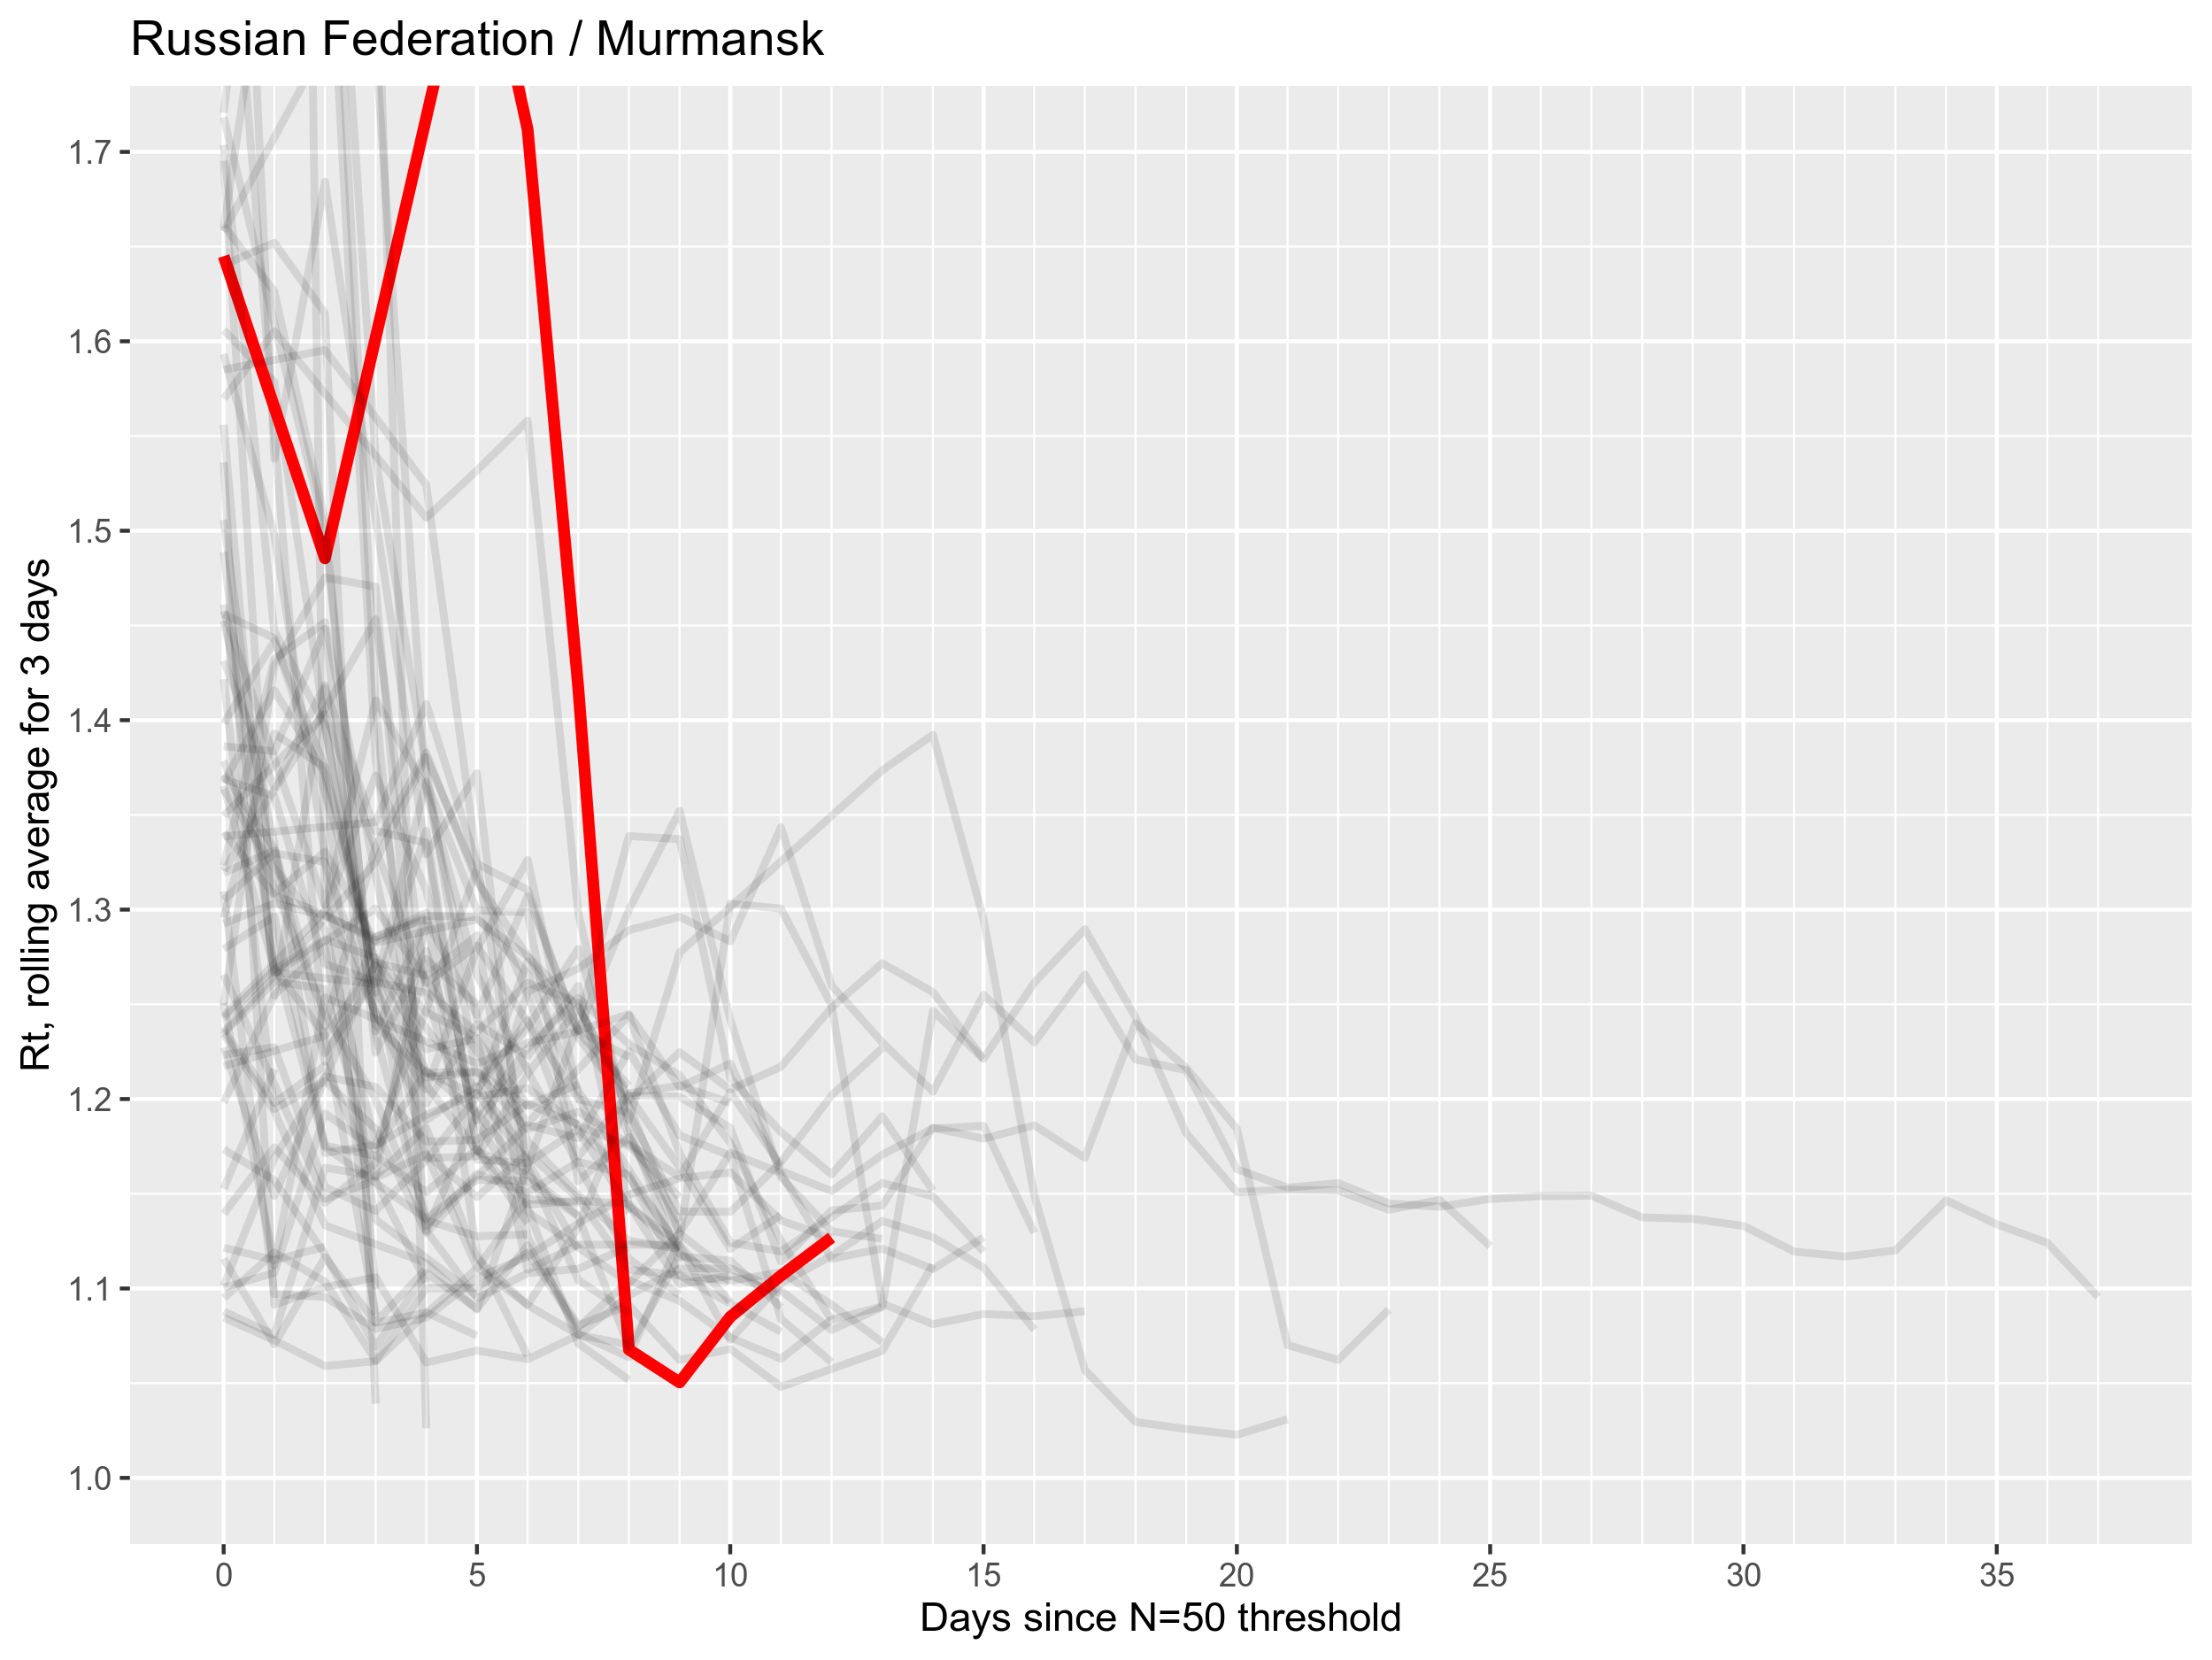 Russian Federation / Murmansk
Rt, rolling average for 3 days
1.7
1.6
1.5
1.4
1.3
1.2
1.1
1.0
0 5 10 15 20 25 30 35
Days since N=50 threshold